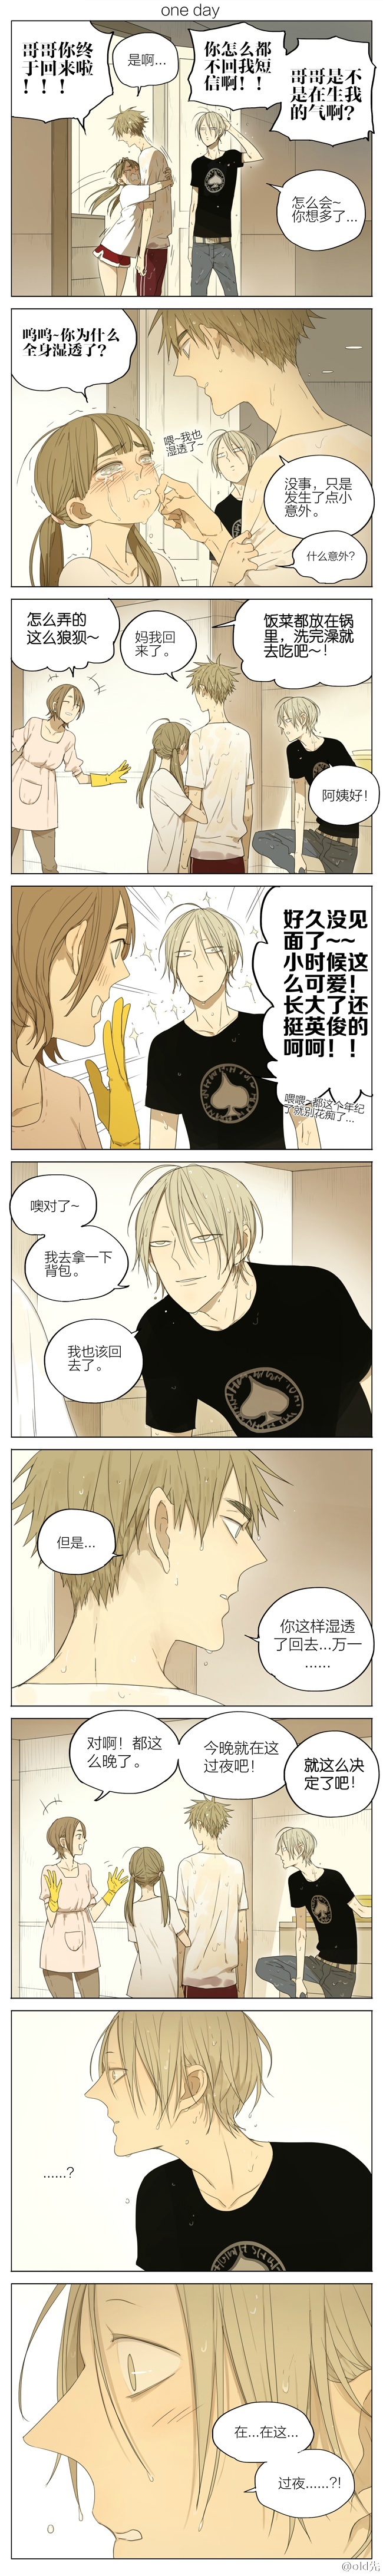 one day
哥哥你终
于回来啦
！！！
是啊...
你怎么都
不回我短
信啊！！
哥哥是不
是在生我
的气啊？
怎么会~
你想多了...
呜呜~你为什么
全身湿透了？
喂~我也
湿透了~
没事，只是
发生了点小
意外。
什么意外？
怎么弄的
这么狼狈~
妈我回
来了。
饭菜都放在锅
里，洗完澡就
去吃吧~！
阿姨好！
好久没见
面了~~
小时候这
么可爱！
长大了还
挺英俊的
呵呵！！
喂喂~都这个年纪
了就别花痴了...
噢对了~
我去拿一下
背包。
我也该回
去了。
但是...
你这样湿透
了回去...万一
......
对啊！都这
么晚了。
今晚就在这
过夜吧！
就这么决
定了吧！
......？
在...在这...
过夜......?!
@old先